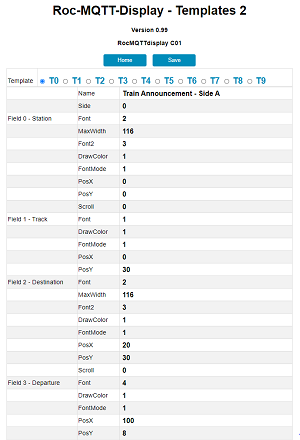 Roc-MQTT-Display - Templates 2
Version 0.99
RocMQTTdisplay C01
Home Save
Template T0 T1 T2 T3 T4 T5 T6 T7 T8 T9
Name Train Announcement - Side A
Side 0
Field 0 - Station Font 2
MaxWidth 116
Font2 3
DrawColor 1
FontMode 1
PosX 0
PosY 0
Scroll 0
Field 1 - Track Font 1
DrawColor 1
FontMode 1
PosX 0
PosY 30
Field 2 - Destination Font 2
MaxWidth 116
Font2 3
DrawColor 1
FontMode 1
PosX 20
PosY 30
Scroll 0
Field 3 - Departure Font 4
DrawColor 1
FontMode 1
PosX 100
PosY 8